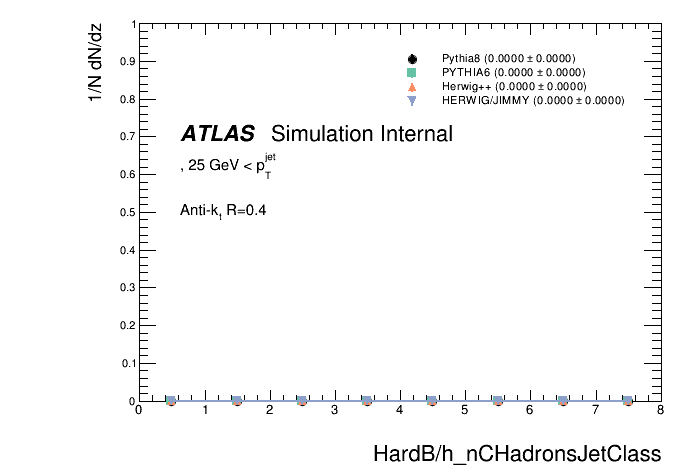 1/N dN/dz
1
0.9
0.8
0.7
0.6
0.5
0.4
0.3
0.2
0.1
0
Pythia8 (0.0000 ± 0.0000)
PYTHIA6 (0.0000 ± 0.0000)
Herwig++ (0.0000 ± 0.0000)
HERWIG/JIMMY (0.0000 ± 0.0000)
ATLAS Simulation Internal
, 25 GeV < p_T^jet
Anti-k_t R=0.4
0 1 2 3 4 5 6 7 8
HardB/h_nCHadronsJetClass